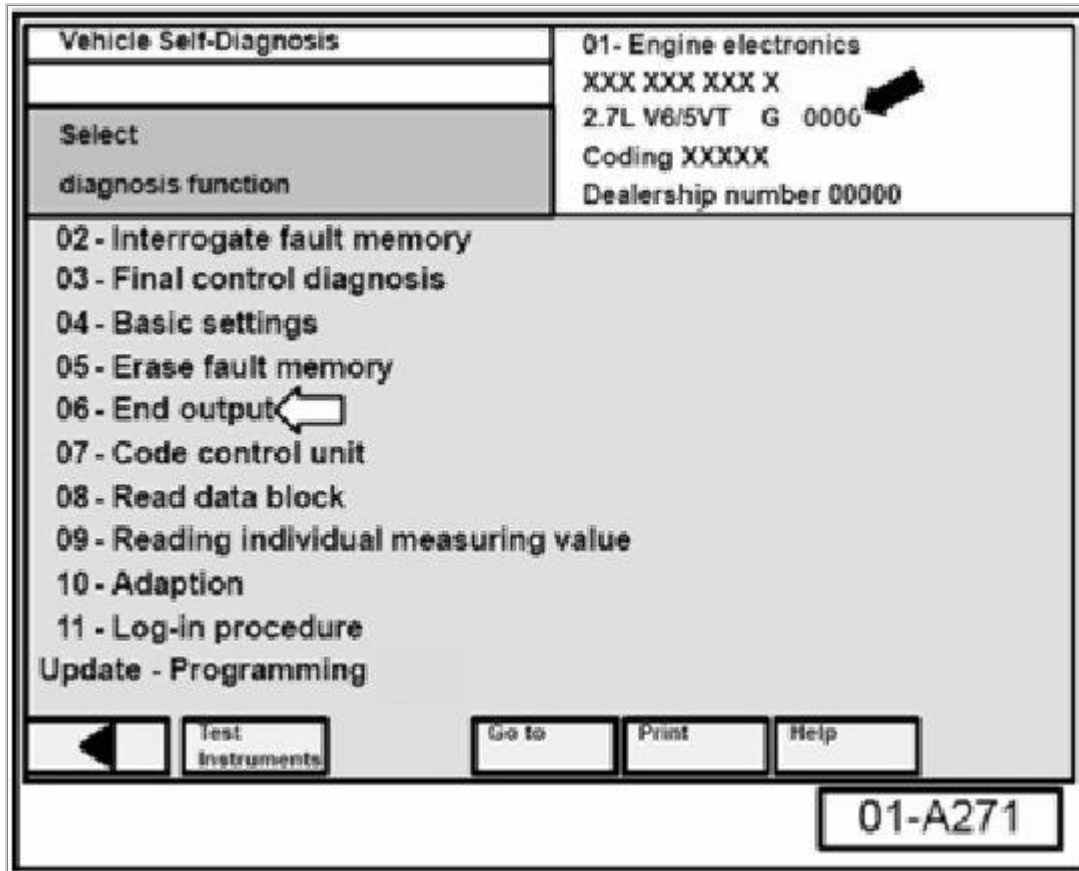 Vehicle Self-Diagnosis
Select
diagnosis function
01- Engine electronics
XXX XXX XXX X
2.7L V6/5VT G 0000
Coding XXXXX
Dealership number 00000
02 - Interrogate fault memory
03 - Final control diagnosis
04 - Basic settings
05 - Erase fault memory
06 - End output
07 - Code control unit
08 - Read data block
09 - Reading individual measuring value
10 - Adaption
11 - Log-in procedure
Update - Programming
Test
Instruments
Go to
Print
Help
01-A271